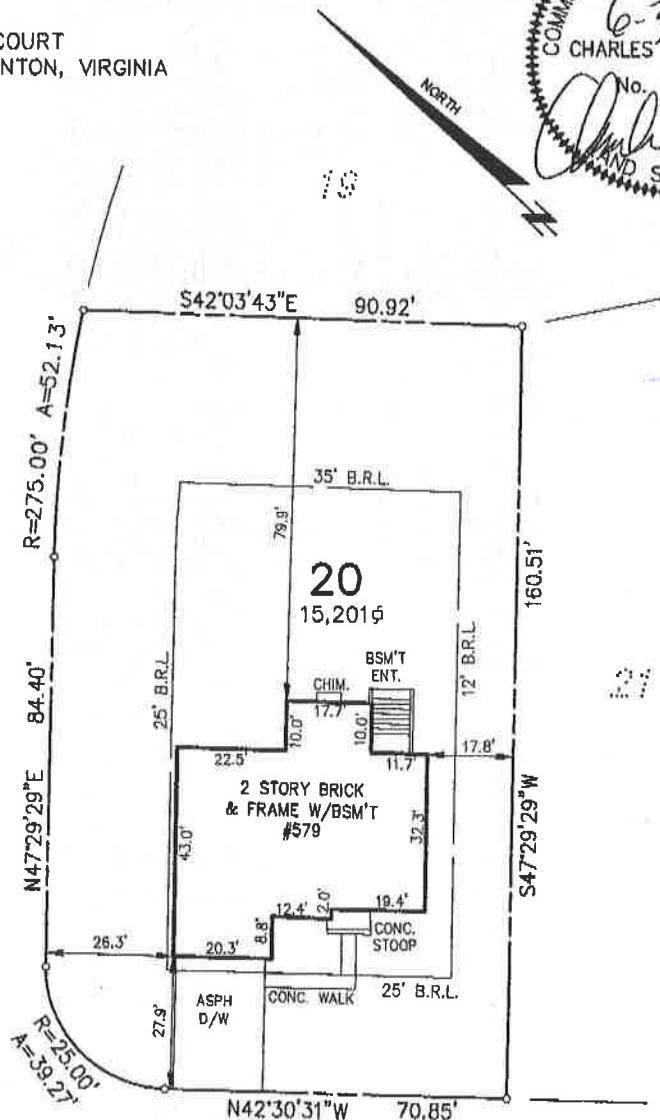 COURT
NTON, VIRGINIA
NORTH
N
COMM
6-
CHARLES
No.
AND S
19
S42°03'43"E 90.92'
R=275.00' A=52.13'
35' B.R.L.
79.9'
20
15,201
160.51'
25' B.R.L.
12' B.R.L.
BSM'T
ENT.
CHIM.
17.7'
10.0'
10.0'
21
22.5'
11.7'
17.8'
N47°29'29"E 84.40'
2 STORY BRICK
& FRAME W/BSM'T
#579
43.0'
32.3'
S47°29'29"W
12.4'
2.0'
19.4'
8.8'
CONC.
STOOP
26.3'
20.3'
27.9'
ASPH
D/W
CONC. WALK
25' B.R.L.
R=25.00'
A=39.27'
N42°30'31"W 70.85'